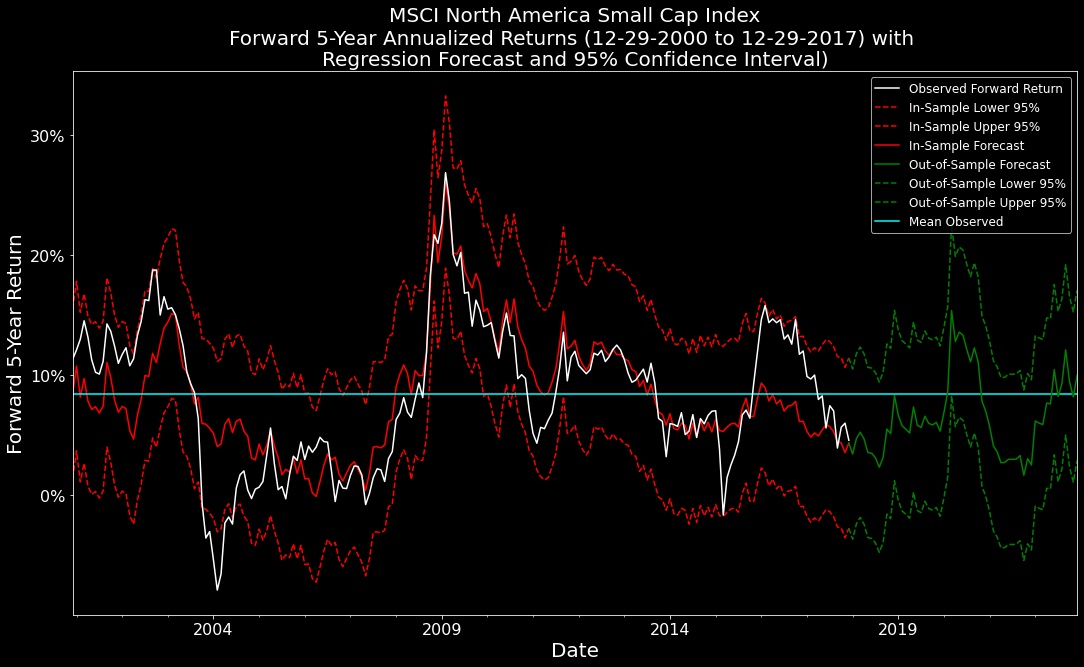 MSCI North America Small Cap Index
Forward 5-Year Annualized Returns (12-29-2000 to 12-29-2017) with
Regression Forecast and 95% Confidence Interval)
Observed Forward Return
In-Sample Lower 95%
In-Sample Upper 95%
In-Sample Forecast
Out-of-Sample Forecast
Out-of-Sample Lower 95%
Out-of-Sample Upper 95%
Mean Observed
Forward 5-Year Return
30%
20%
10%
0%
2004
2009
2014
2019
Date